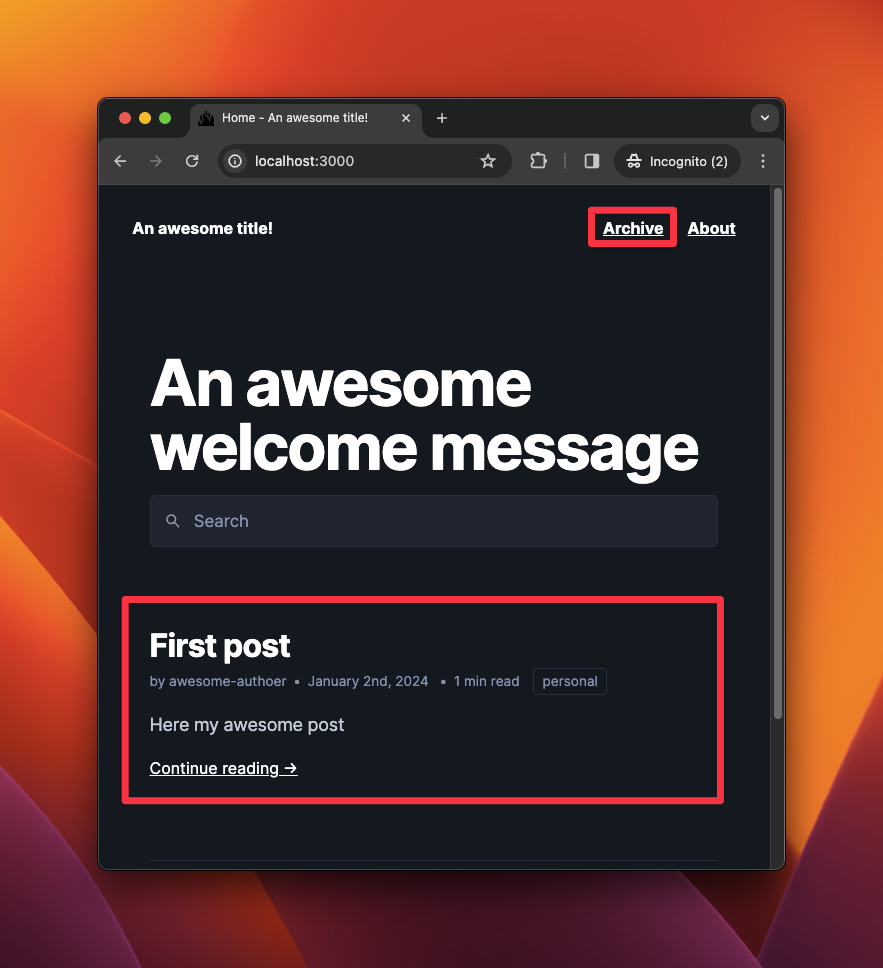 Home - An awesome title!
localhost:3000
Incognito (2)
An awesome title!
Archive
About
An awesome
welcome message
Search
First post
by awesome-authoer • January 2nd, 2024 • 1 min read personal
Here my awesome post
Continue reading →